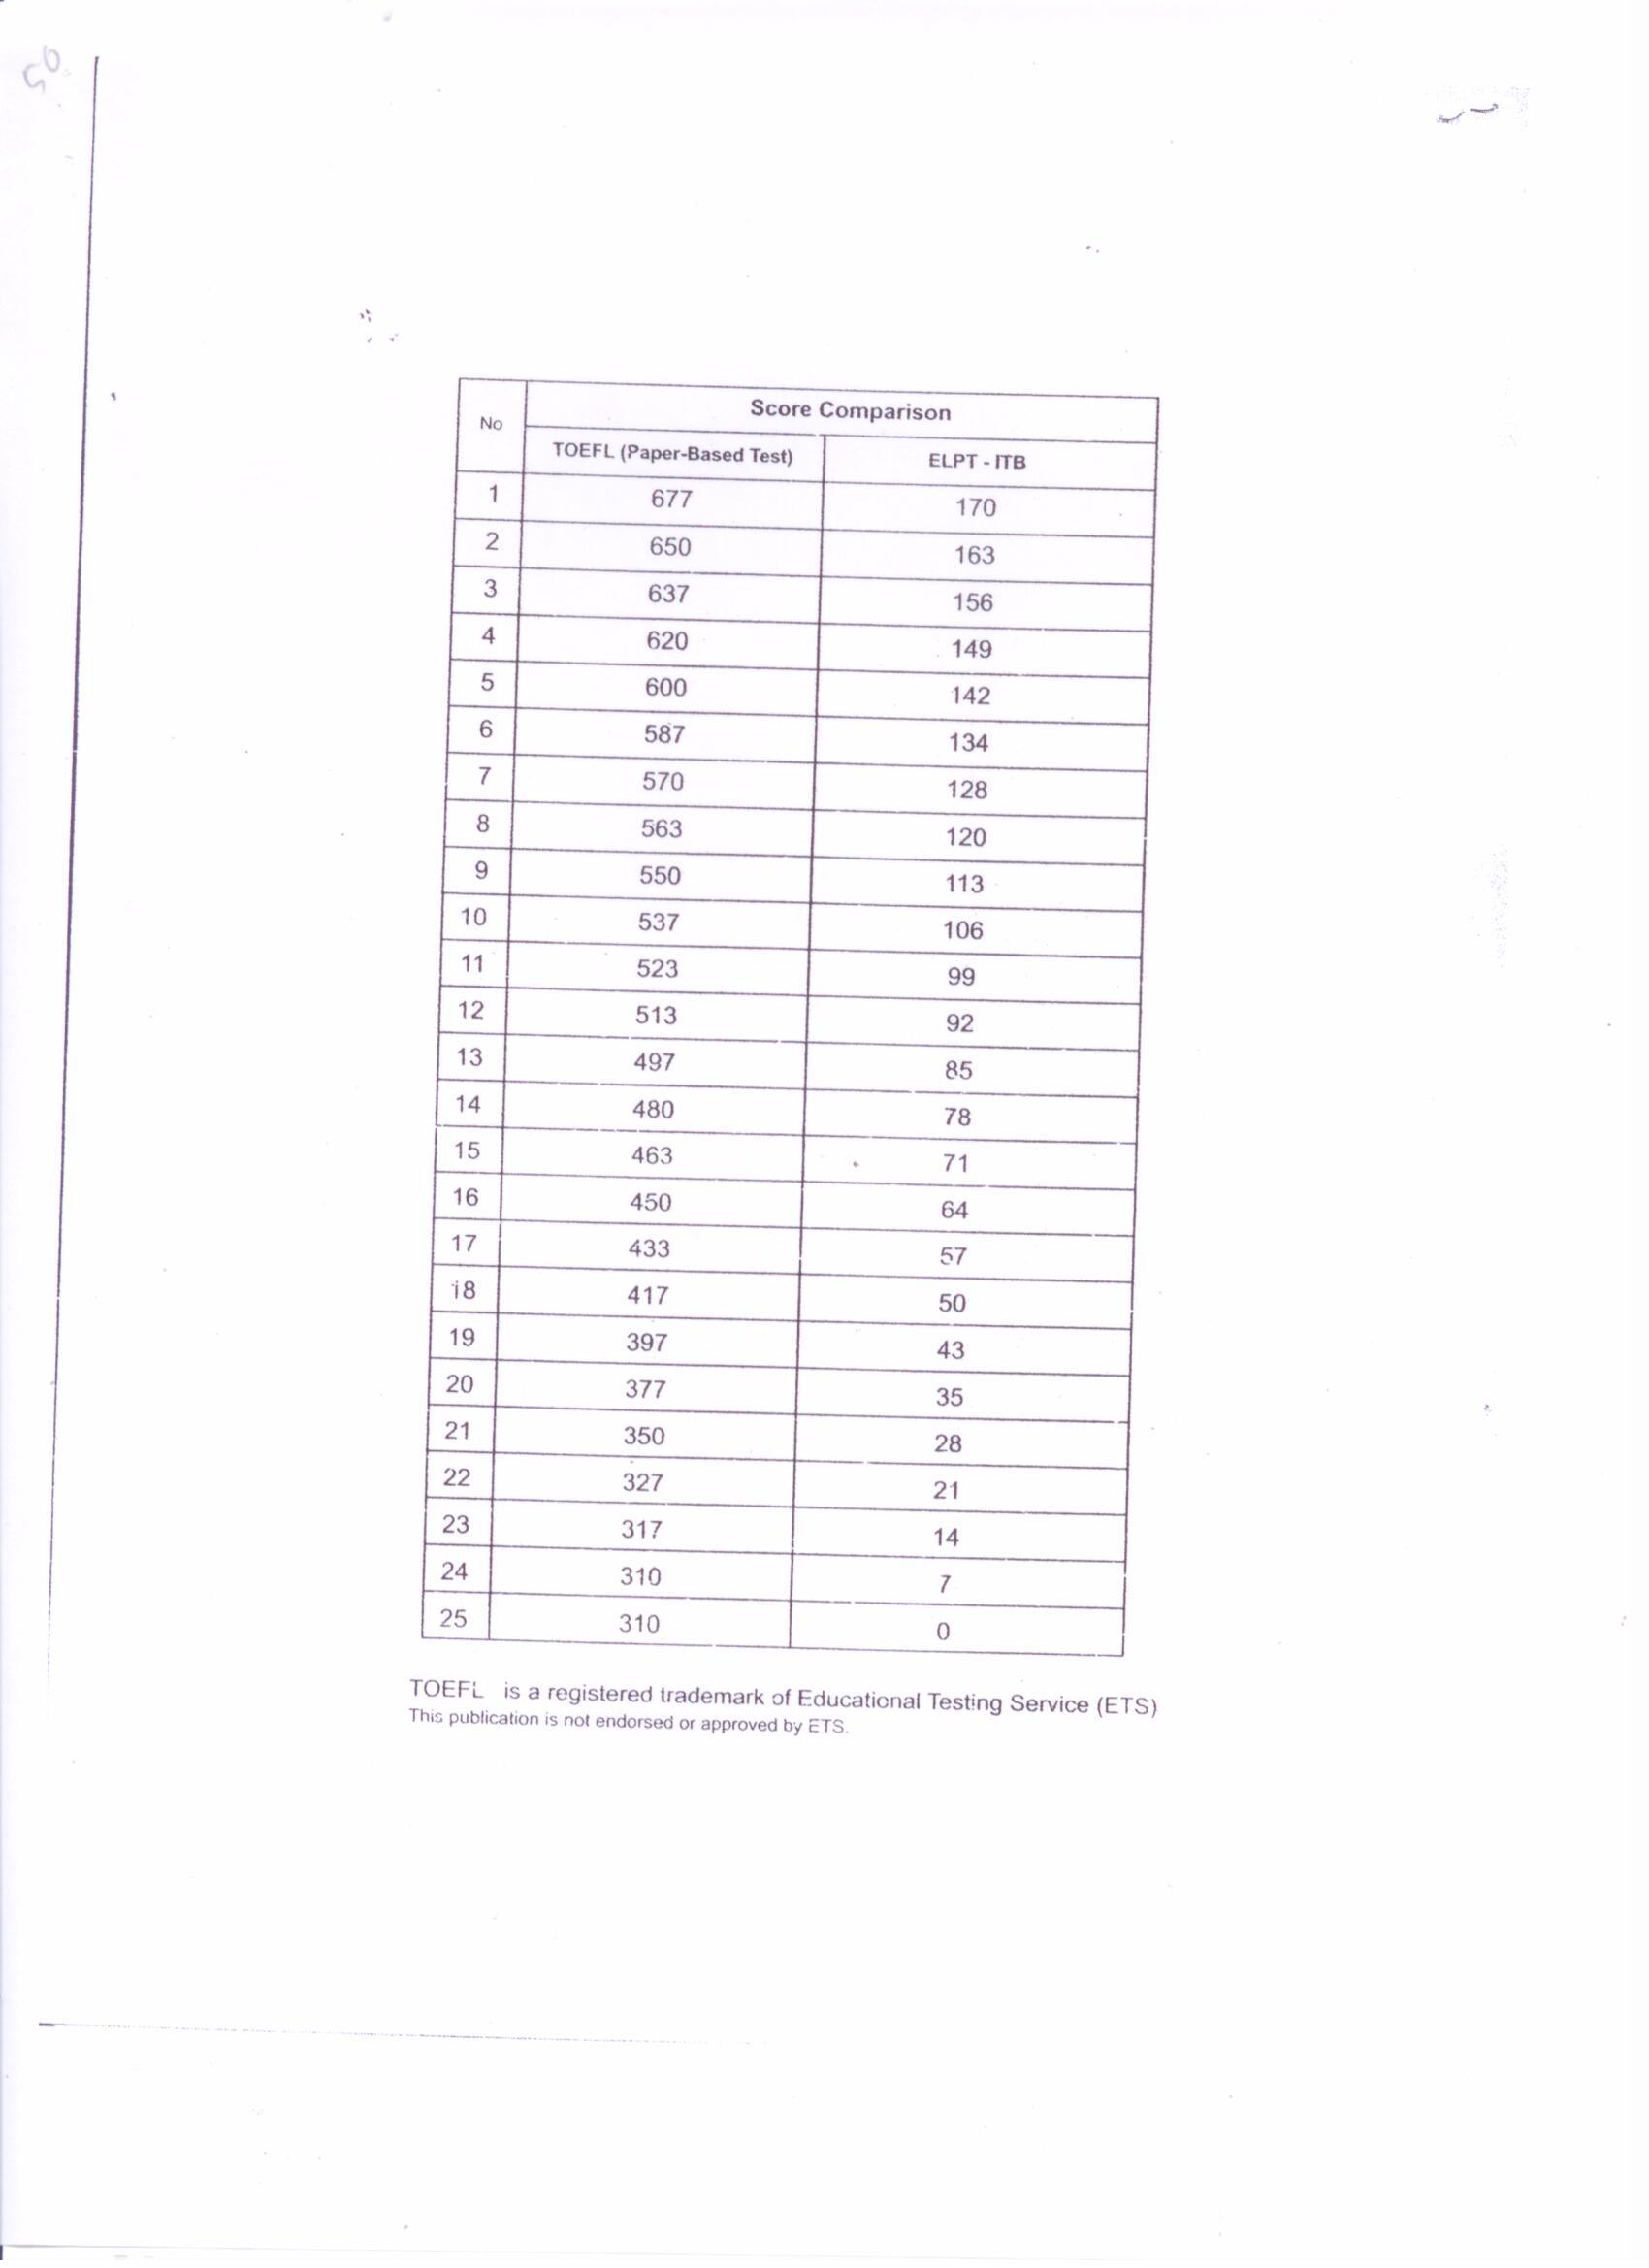 50
No Score Comparison
TOEFL (Paper-Based Test) ELPT - ITB
1 677 170
2 650 163
3 637 156
4 620 149
5 600 142
6 587 134
7 570 128
8 563 120
9 550 113
10 537 106
11 523 99
12 513 92
13 497 85
14 480 78
15 463 71
16 450 64
17 433 57
18 417 50
19 397 43
20 377 35
21 350 28
22 327 21
23 317 14
24 310 7
25 310 0
TOEFL is a registered trademark of Educational Testing Service (ETS)
This publication is not endorsed or approved by ETS.